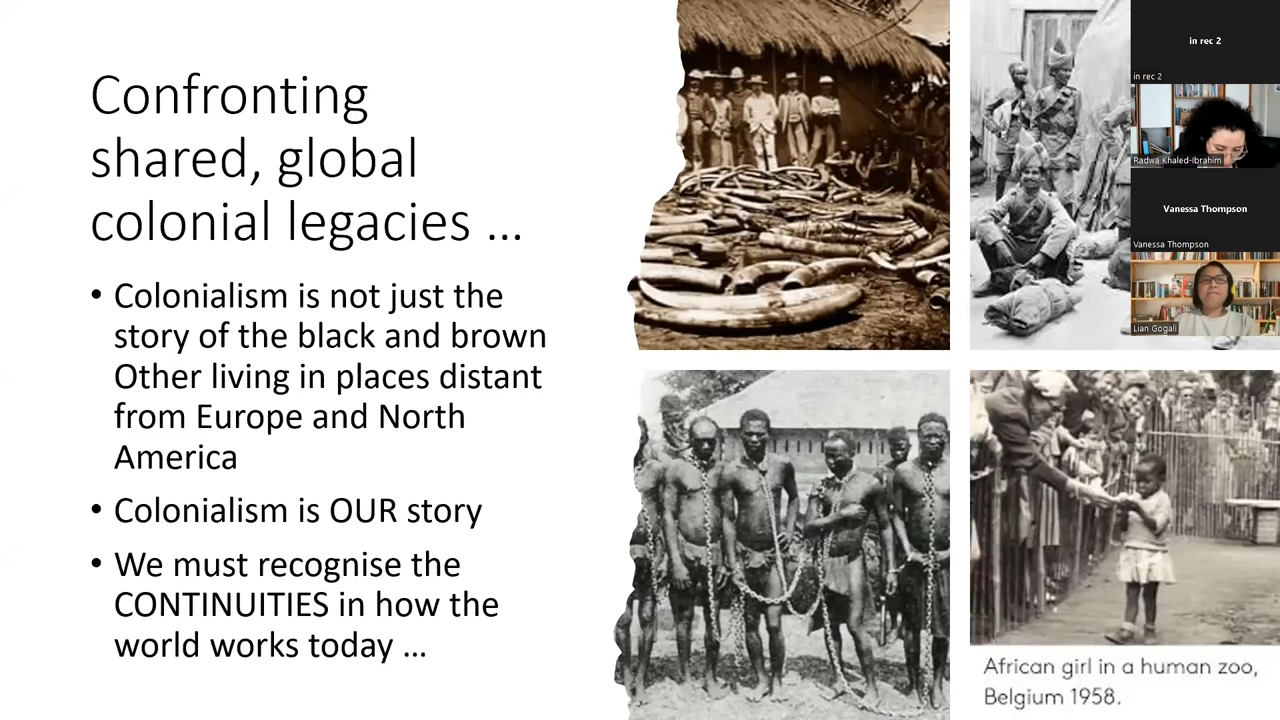 Confronting
shared, global
colonial legacies ...
• Colonialism is not just the
story of the black and brown
Other living in places distant
from Europe and North
America
• Colonialism is OUR story
• We must recognise the
CONTINUITIES in how the
world works today ...
African girl in a human zoo,
Belgium 1958.
in rec 2
in rec 2
Radwa Khaled-Ibrahim
Vanessa Thompson
Vanessa Thompson
Lian Gogali